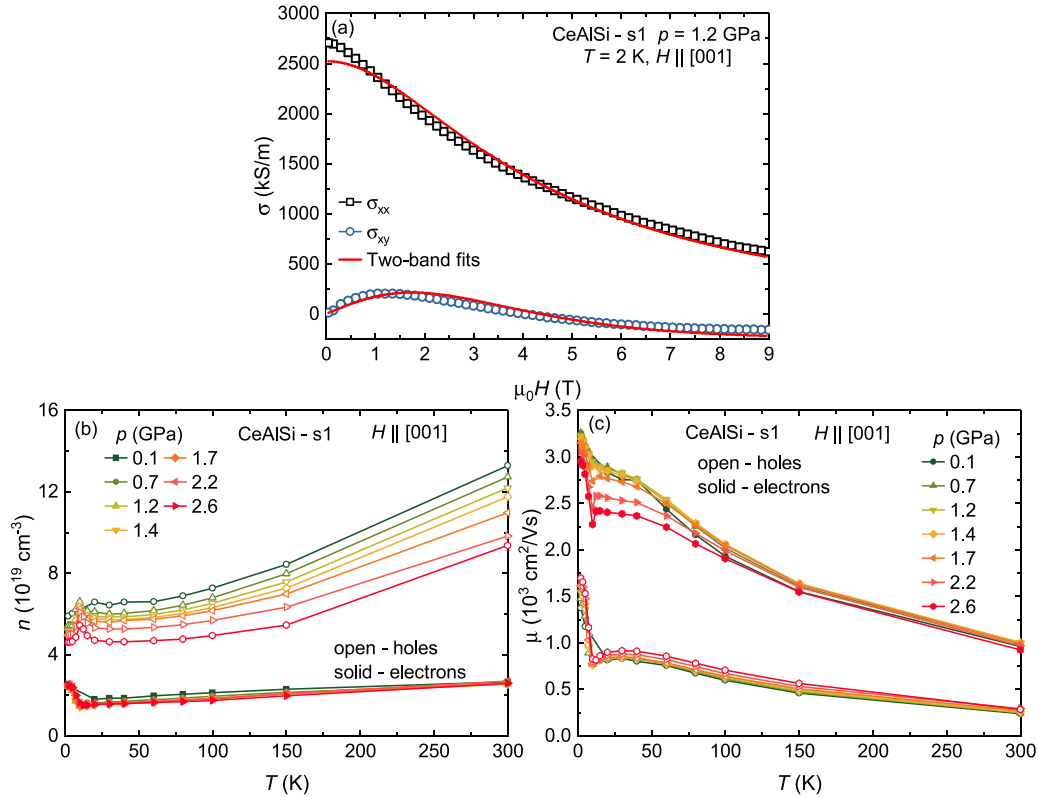 (a)
CeAlSi - s1 p = 1.2 GPa
T = 2 K, H || [001]
3000
2500
2000
1500
1000
500
0
σ (kS/m)
σxx
σxy
Two-band fits
0 1 2 3 4 5 6 7 8 9
μ0H (T)
(b)
CeAlSi - s1 H || [001]
p (GPa)
0.1 1.7
0.7 2.2
1.2 2.6
1.4
open - holes
solid - electrons
16
12
8
4
0
n (10^19 cm^-3)
0 50 100 150 200 250 300
T (K)
(c)
CeAlSi - s1 H || [001]
open - holes
solid - electrons
p (GPa)
0.1
0.7
1.2
1.4
1.7
2.2
2.6
3.5
3.0
2.5
2.0
1.5
1.0
0.5
0.0
μ (10^3 cm^2/Vs)
0 50 100 150 200 250 300
T (K)